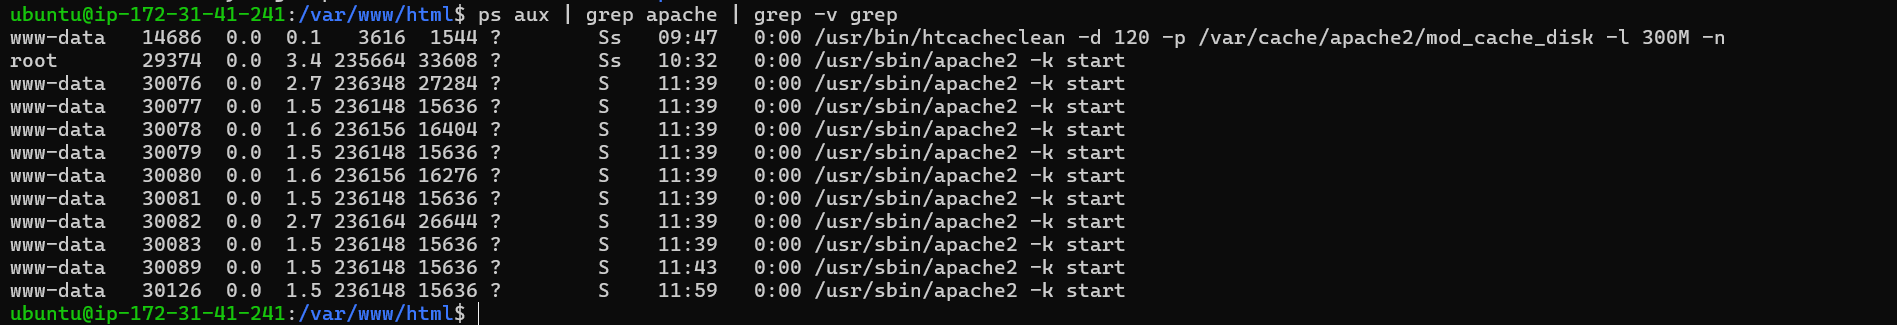 ubuntu@ip-172-31-41-241:/var/www/html$ ps aux | grep apache | grep -v grep
www-data   14686  0.0  0.1   3616  1544 ?        Ss   09:47   0:00 /usr/bin/htcacheclean -d 120 -p /var/cache/apache2/mod_cache_disk -l 300M -n
root       29374  0.0  3.4 235664 33608 ?        Ss   10:32   0:00 /usr/sbin/apache2 -k start
www-data   30076  0.0  2.7 236348 27284 ?        S    11:39   0:00 /usr/sbin/apache2 -k start
www-data   30077  0.0  1.5 236148 15636 ?        S    11:39   0:00 /usr/sbin/apache2 -k start
www-data   30078  0.0  1.6 236156 16404 ?        S    11:39   0:00 /usr/sbin/apache2 -k start
www-data   30079  0.0  1.5 236148 15636 ?        S    11:39   0:00 /usr/sbin/apache2 -k start
www-data   30080  0.0  1.6 236156 16276 ?        S    11:39   0:00 /usr/sbin/apache2 -k start
www-data   30081  0.0  1.5 236148 15636 ?        S    11:39   0:00 /usr/sbin/apache2 -k start
www-data   30082  0.0  2.7 236164 26644 ?        S    11:39   0:00 /usr/sbin/apache2 -k start
www-data   30083  0.0  1.5 236148 15636 ?        S    11:39   0:00 /usr/sbin/apache2 -k start
www-data   30089  0.0  1.5 236148 15636 ?        S    11:43   0:00 /usr/sbin/apache2 -k start
www-data   30126  0.0  1.5 236148 15636 ?        S    11:59   0:00 /usr/sbin/apache2 -k start
ubuntu@ip-172-31-41-241:/var/www/html$